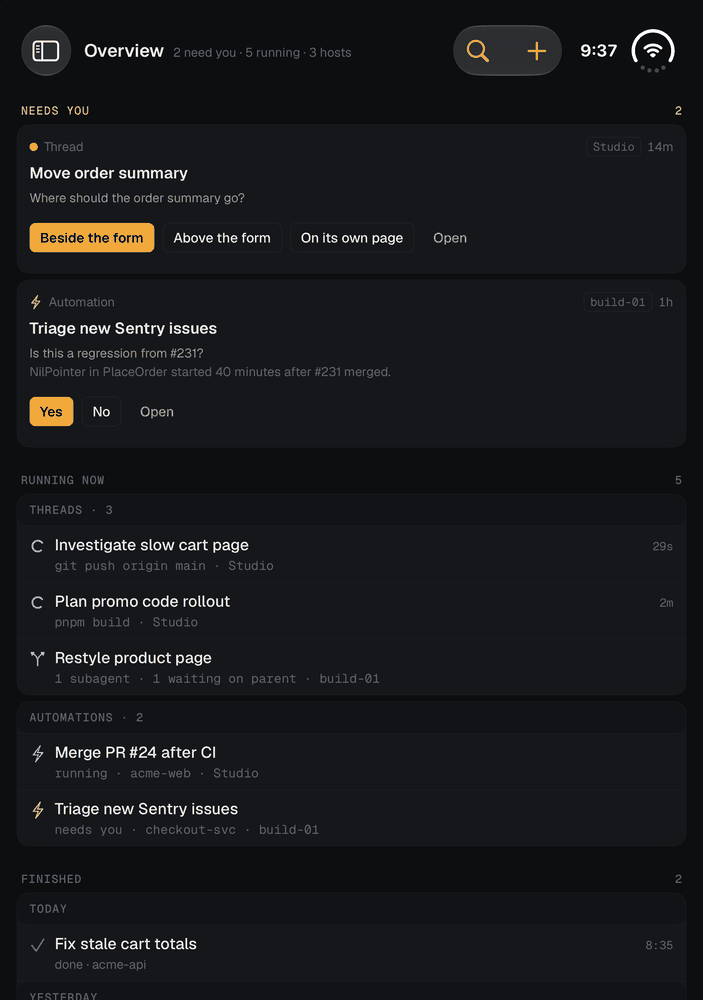 Overview 2 need you · 5 running · 3 hosts 9:37
NEEDS YOU 2
Thread Studio 14m
Move order summary
Where should the order summary go?
Beside the form Above the form On its own page Open
Automation build-01 1h
Triage new Sentry issues
Is this a regression from #231?
NilPointer in PlaceOrder started 40 minutes after #231 merged.
Yes No Open
RUNNING NOW 5
THREADS · 3
Investigate slow cart page 29s
git push origin main · Studio
Plan promo code rollout 2m
pnpm build · Studio
Restyle product page
1 subagent · 1 waiting on parent · build-01
AUTOMATIONS · 2
Merge PR #24 after CI
running · acme-web · Studio
Triage new Sentry issues
needs you · checkout-svc · build-01
FINISHED 2
TODAY
Fix stale cart totals 8:35
done · acme-api
YESTERDAY